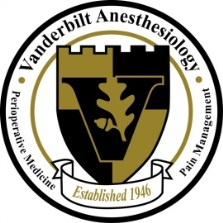 • Vanderbilt Anesthesiology •
Perioperative Medicine
Pain Management
V
Established 1946